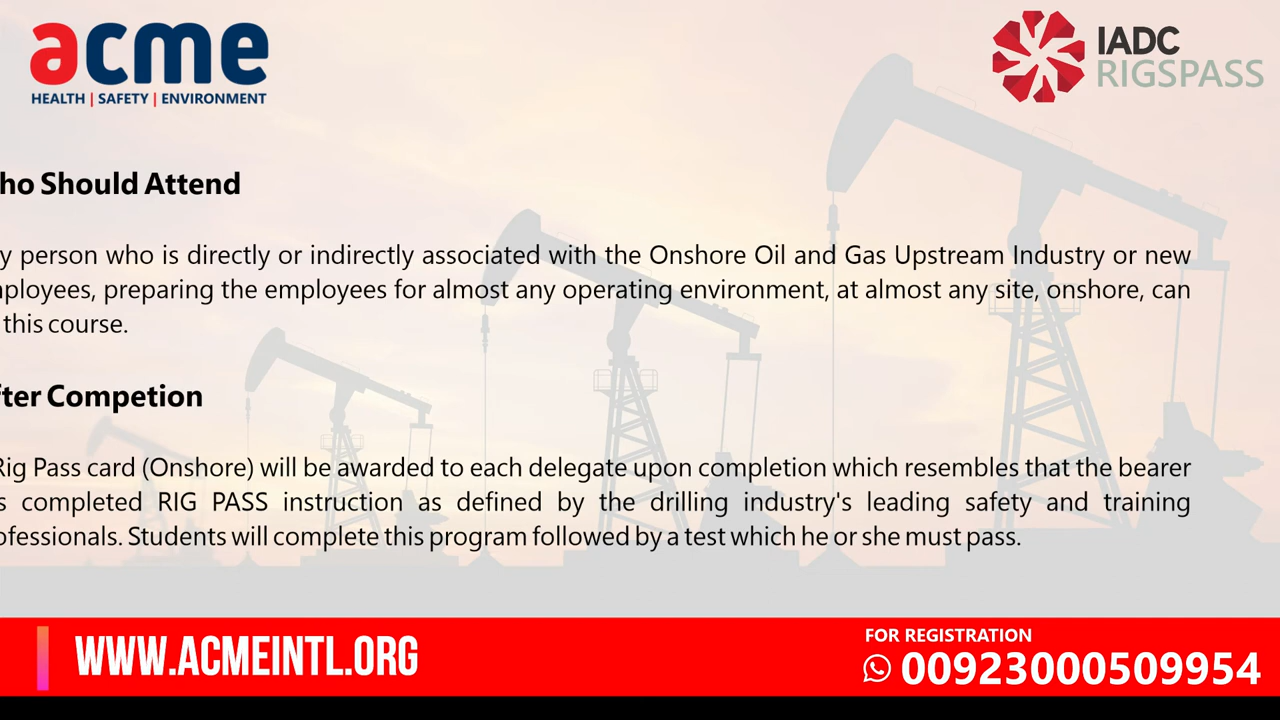 acme
HEALTH | SAFETY | ENVIRONMENT
IADC
RIGSPASS
ho Should Attend
y person who is directly or indirectly associated with the Onshore Oil and Gas Upstream Industry or new
ployees, preparing the employees for almost any operating environment, at almost any site, onshore, can
this course.
ter Competion
Rig Pass card (Onshore) will be awarded to each delegate upon completion which resembles that the bearer
s completed RIG PASS instruction as defined by the drilling industry's leading safety and training
ofessionals. Students will complete this program followed by a test which he or she must pass.
WWW.ACMEINTL.ORG
FOR REGISTRATION
00923000509954